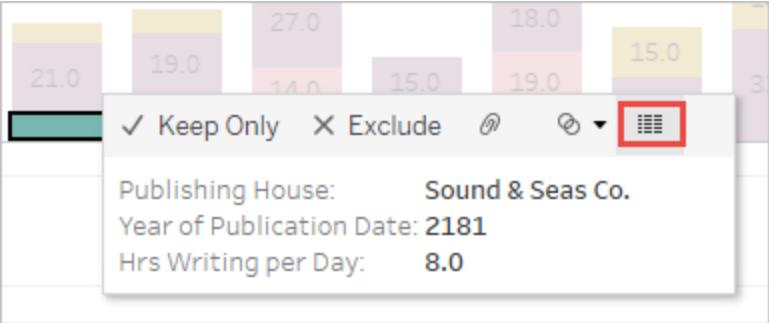 27.0
18.0
21.0
19.0
15.0
14.0
15.0
19.0
Keep Only
Exclude
Publishing House: Sound & Seas Co.
Year of Publication Date: 2181
Hrs Writing per Day: 8.0